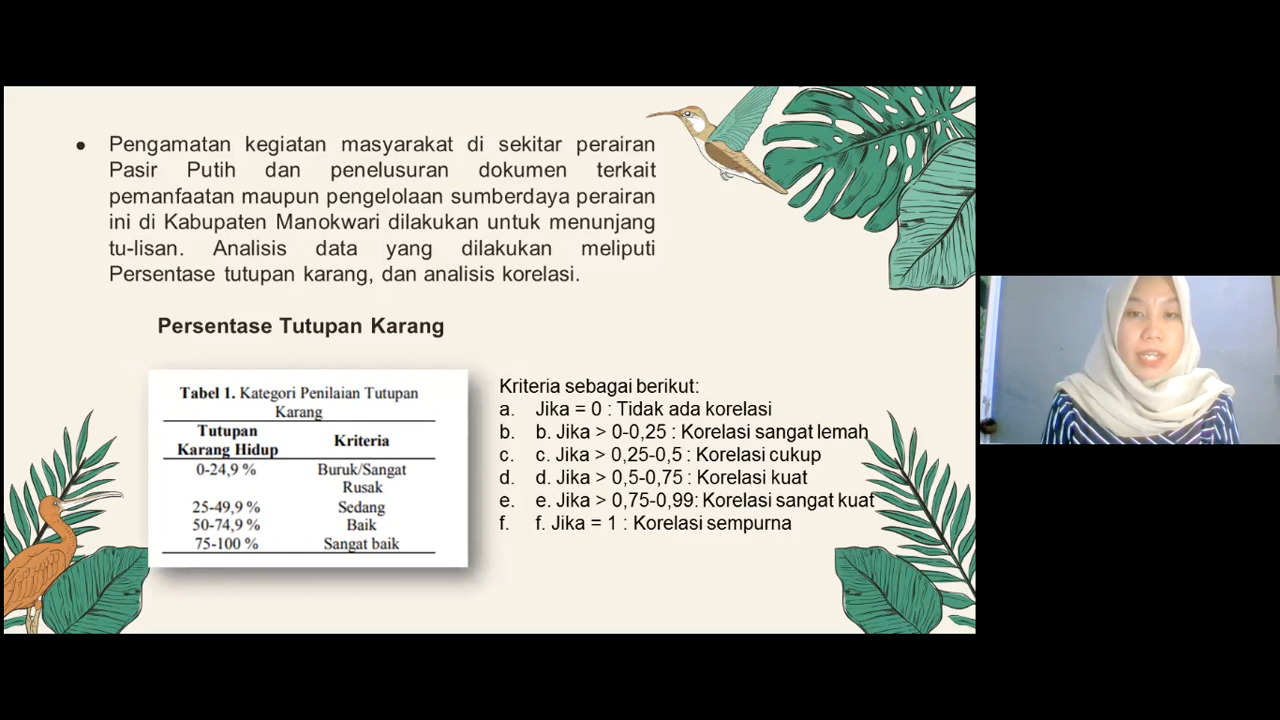 ● Pengamatan kegiatan masyarakat di sekitar perairan
Pasir Putih dan penelusuran dokumen terkait
pemanfaatan maupun pengelolaan sumberdaya perairan
ini di Kabupaten Manokwari dilakukan untuk menunjang
tu-lisan. Analisis data yang dilakukan meliputi
Persentase tutupan karang, dan analisis korelasi.
Persentase Tutupan Karang
Tabel 1. Kategori Penilaian Tutupan
Karang
Tutupan
Karang Hidup Kriteria
0-24,9 % Buruk/Sangat
Rusak
25-49,9 % Sedang
50-74,9 % Baik
75-100 % Sangat baik
Kriteria sebagai berikut:
a. Jika = 0 : Tidak ada korelasi
b. b. Jika > 0-0,25 : Korelasi sangat lemah
c. c. Jika > 0,25-0,5 : Korelasi cukup
d. d. Jika > 0,5-0,75 : Korelasi kuat
e. e. Jika > 0,75-0,99: Korelasi sangat kuat
f. f. Jika = 1 : Korelasi sempurna